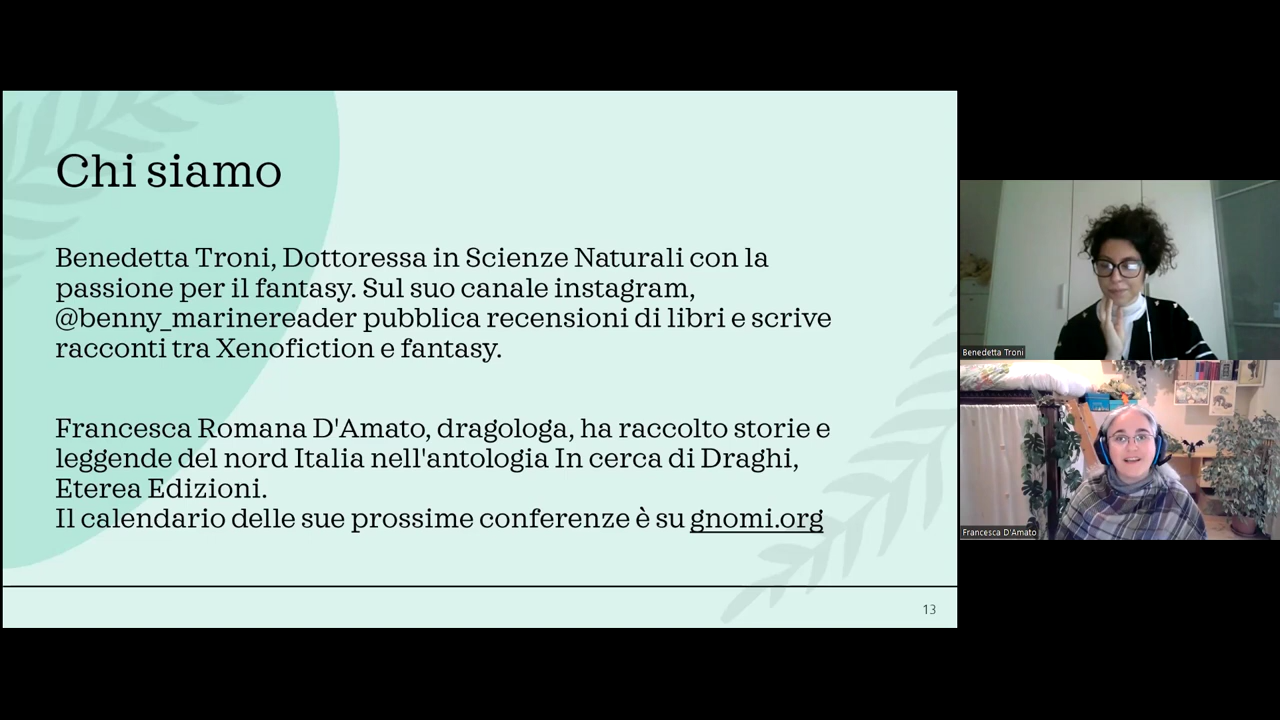 Chi siamo
Benedetta Troni, Dottoressa in Scienze Naturali con la
passione per il fantasy. Sul suo canale instagram,
@benny_marinereader pubblica recensioni di libri e scrive
racconti tra Xenofiction e fantasy.
Francesca Romana D'Amato, dragologa, ha raccolto storie e
leggende del nord Italia nell'antologia In cerca di Draghi,
Eterea Edizioni.
Il calendario delle sue prossime conferenze è su gnomi.org
13
Benedetta Troni
Francesca D'Amato